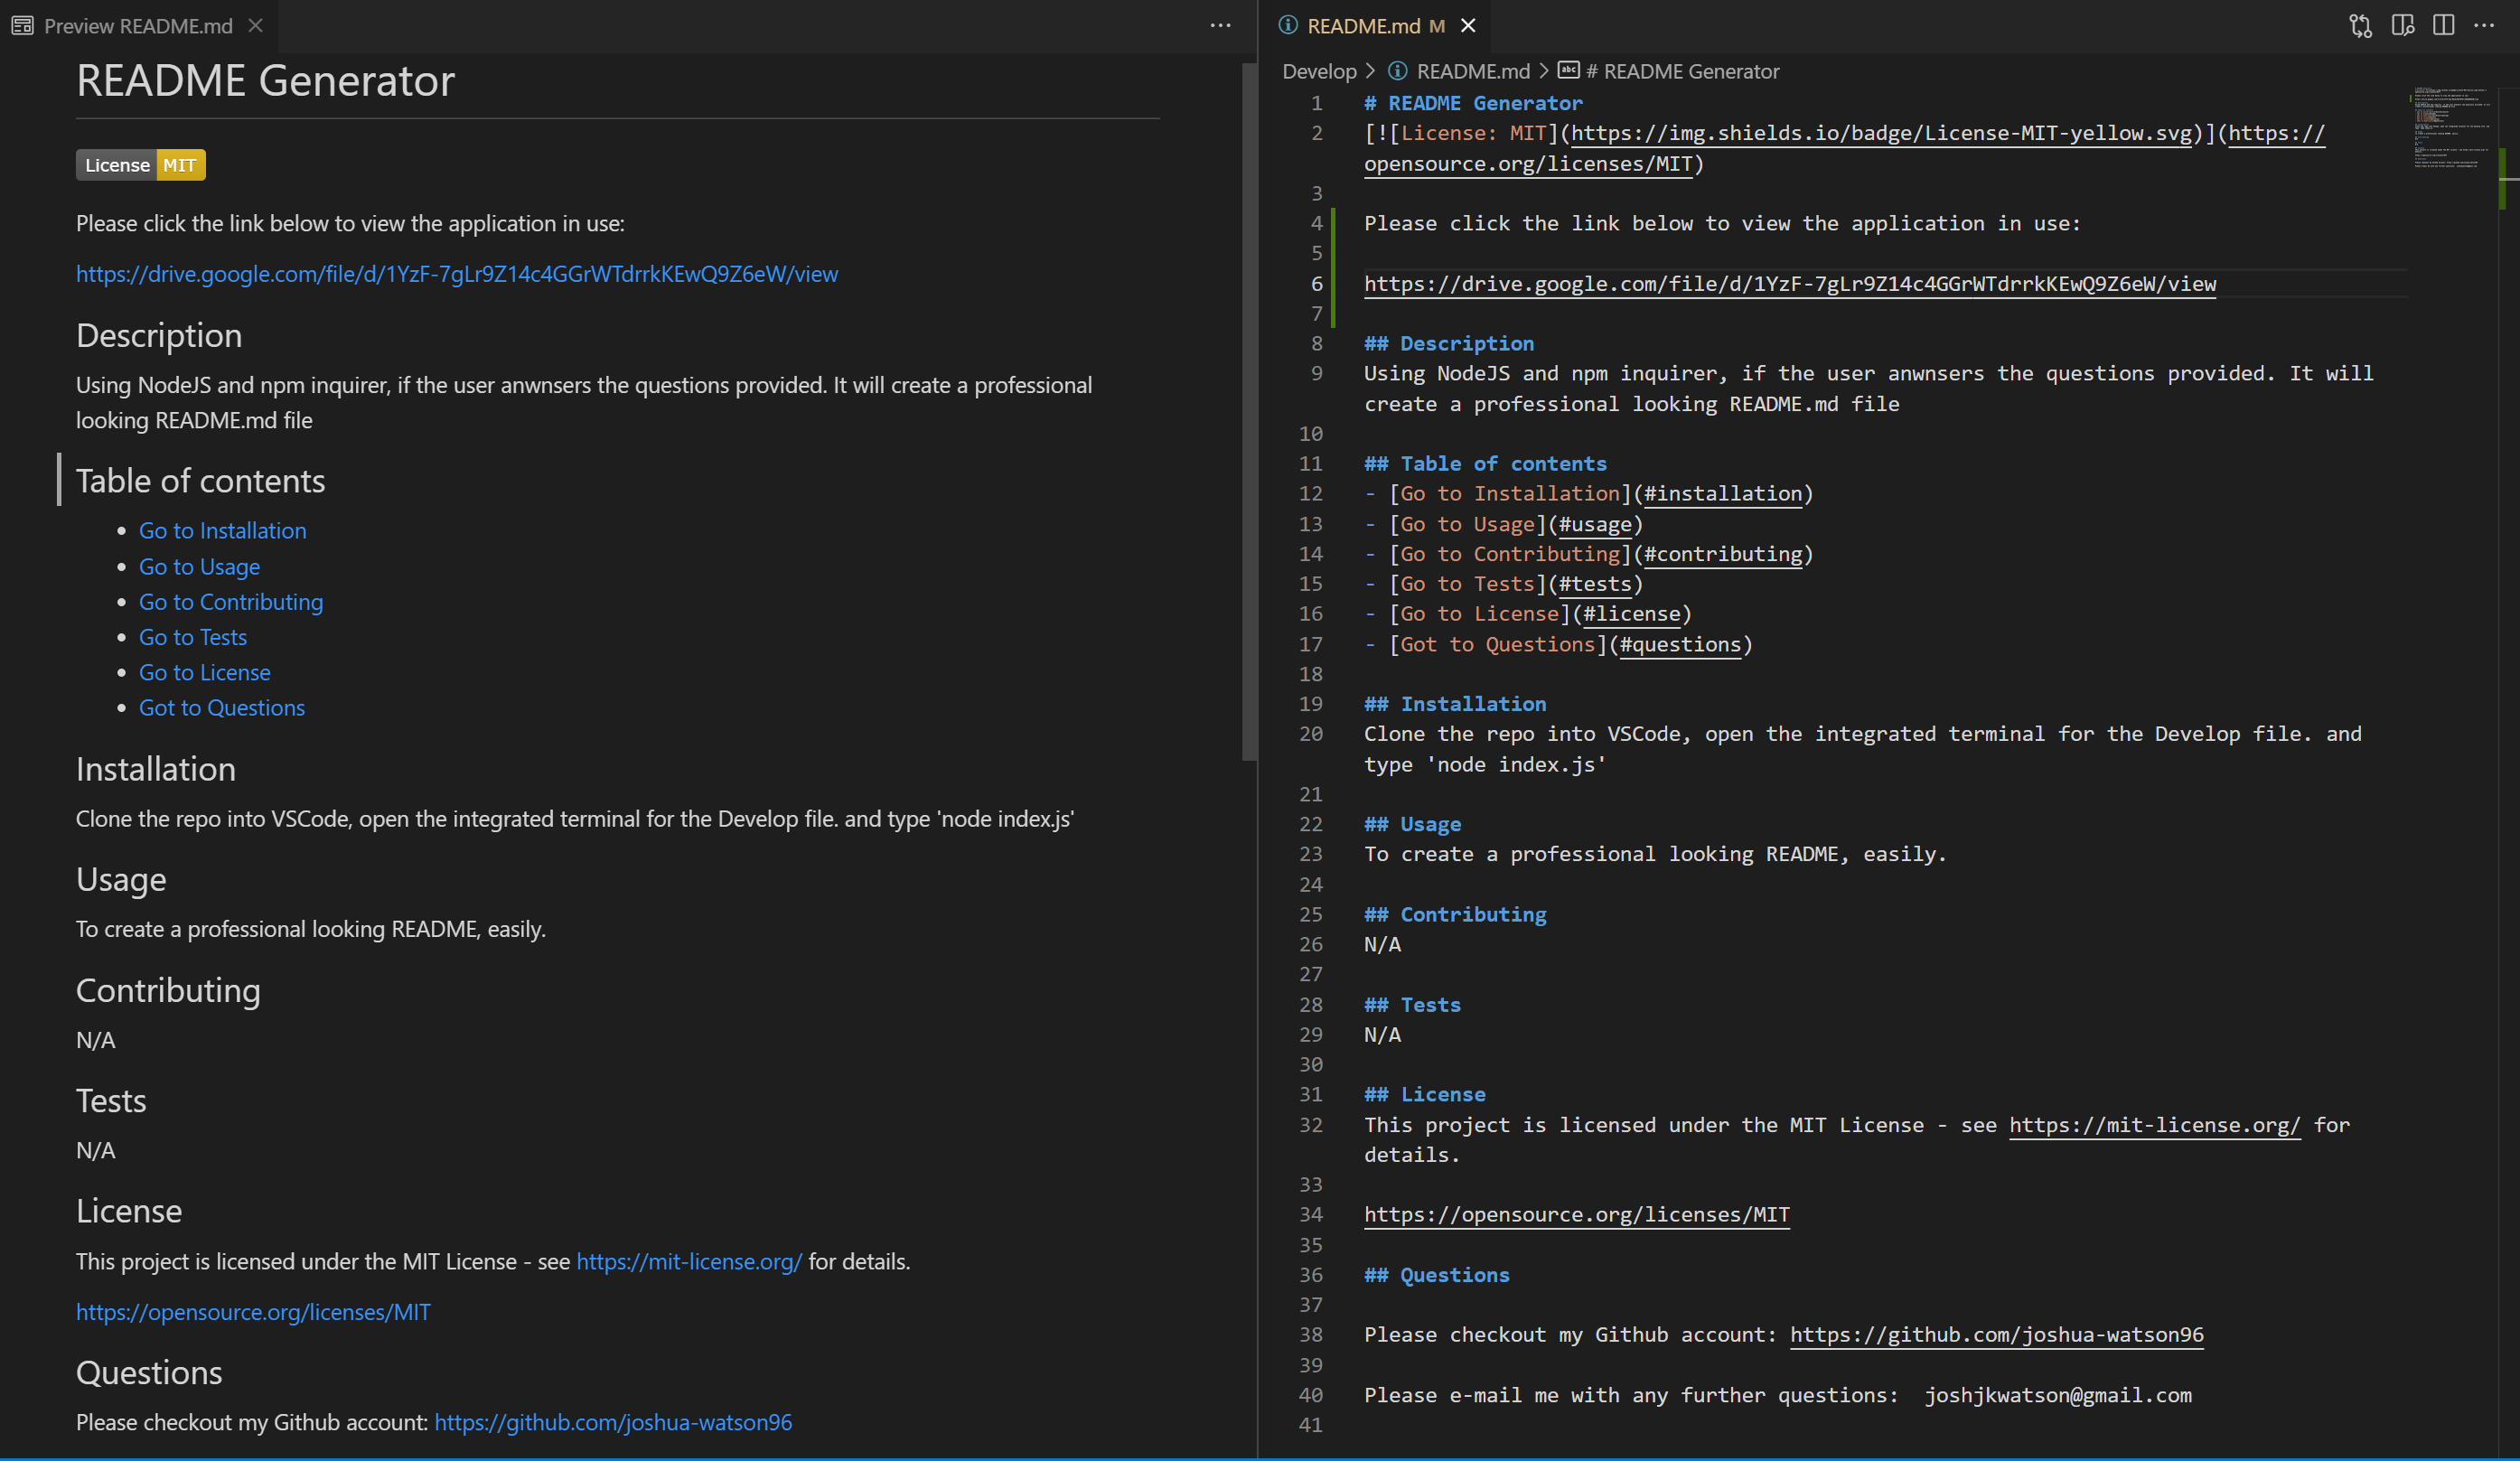 Preview README.md
README Generator
License MIT
Please click the link below to view the application in use:
https://drive.google.com/file/d/1YzF-7gLr9Z14c4GGrWTdrrkKEwQ9Z6eW/view
Description
Using NodeJS and npm inquirer, if the user anwnsers the questions provided. It will create a professional
looking README.md file
Table of contents
• Go to Installation
• Go to Usage
• Go to Contributing
• Go to Tests
• Go to License
• Got to Questions
Installation
Clone the repo into VSCode, open the integrated terminal for the Develop file. and type 'node index.js'
Usage
To create a professional looking README, easily.
Contributing
N/A
Tests
N/A
License
This project is licensed under the MIT License - see https://mit-license.org/ for details.
https://opensource.org/licenses/MIT
Questions
Please checkout my Github account: https://github.com/joshua-watson96
README.md M
Develop > README.md > abc # README Generator
1 # README Generator
2 [![License: MIT](https://img.shields.io/badge/License-MIT-yellow.svg)](https://
opensource.org/licenses/MIT)
3
4 Please click the link below to view the application in use:
5
6 https://drive.google.com/file/d/1YzF-7gLr9Z14c4GGrWTdrrkKEwQ9Z6eW/view
7
8 ## Description
9 Using NodeJS and npm inquirer, if the user anwnsers the questions provided. It will
create a professional looking README.md file
10
11 ## Table of contents
12 - [Go to Installation](#installation)
13 - [Go to Usage](#usage)
14 - [Go to Contributing](#contributing)
15 - [Go to Tests](#tests)
16 - [Go to License](#license)
17 - [Got to Questions](#questions)
18
19 ## Installation
20 Clone the repo into VSCode, open the integrated terminal for the Develop file. and
type 'node index.js'
21
22 ## Usage
23 To create a professional looking README, easily.
24
25 ## Contributing
26 N/A
27
28 ## Tests
29 N/A
30
31 ## License
32 This project is licensed under the MIT License - see https://mit-license.org/ for
details.
33
34 https://opensource.org/licenses/MIT
35
36 ## Questions
37
38 Please checkout my Github account: https://github.com/joshua-watson96
39
40 Please e-mail me with any further questions:  joshjkwatson@gmail.com
41